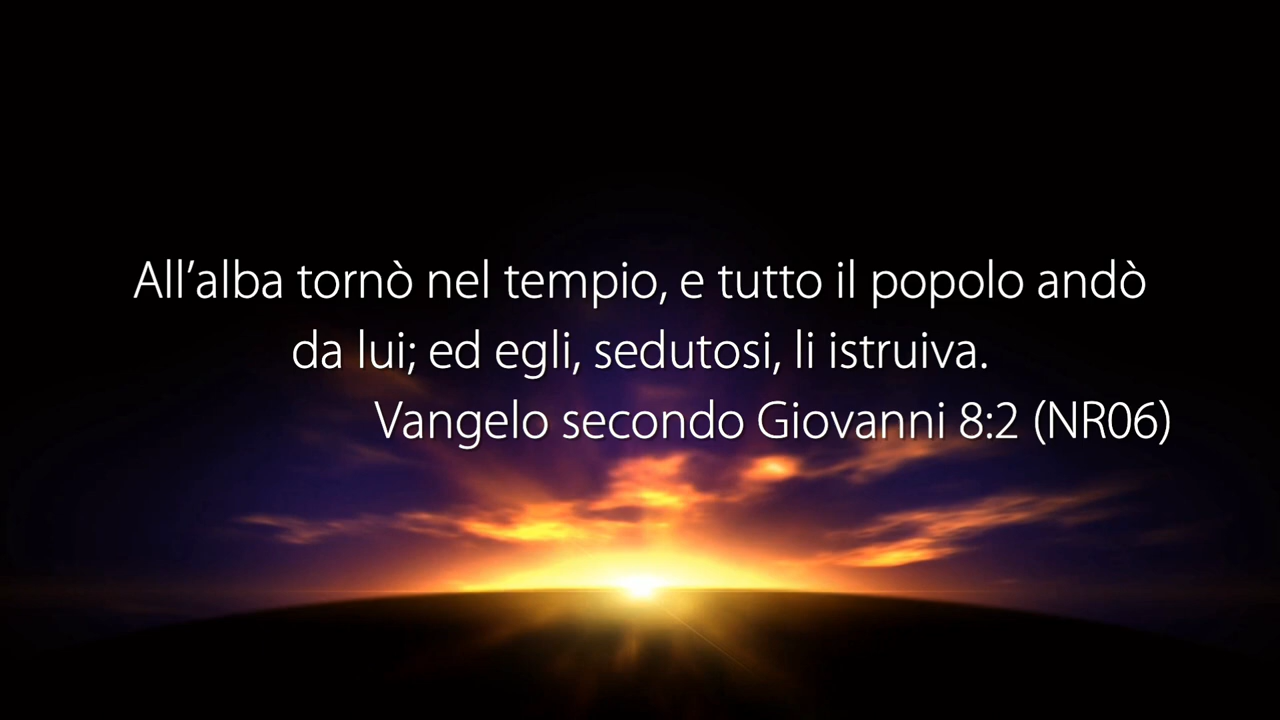 All’alba tornò nel tempio, e tutto il popolo andò
da lui; ed egli, sedutosi, li istruiva.
Vangelo secondo Giovanni 8:2 (NR06)